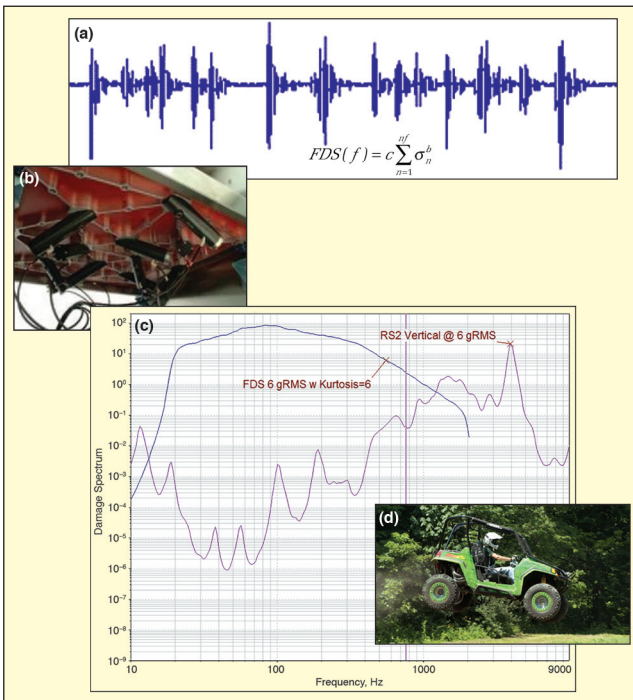 (a)
FDS(f) = c ∑ σₙᵇ
nf
n=1
(b)
(c)
10²
10¹
10⁰
10⁻¹
10⁻²
10⁻³
10⁻⁴
10⁻⁵
10⁻⁶
10⁻⁷
10⁻⁸
10⁻⁹
Damage Spectrum
RS2 Vertical @ 6 gRMS
FDS 6 gRMS w Kurtosis=6
(d)
10
100
1000
9000
Frequency, Hz